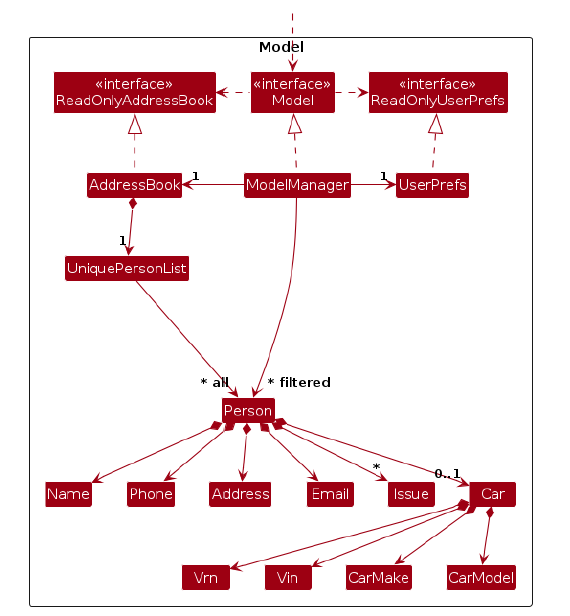 Model
«interface»
ReadOnlyAddressBook
«interface»
Model
«interface»
ReadOnlyUserPrefs
AddressBook
1
ModelManager
1
UserPrefs
1
UniquePersonList
* all
* filtered
Person
*
0..1
Name
Phone
Address
Email
Issue
Car
Vrn
Vin
CarMake
CarModel